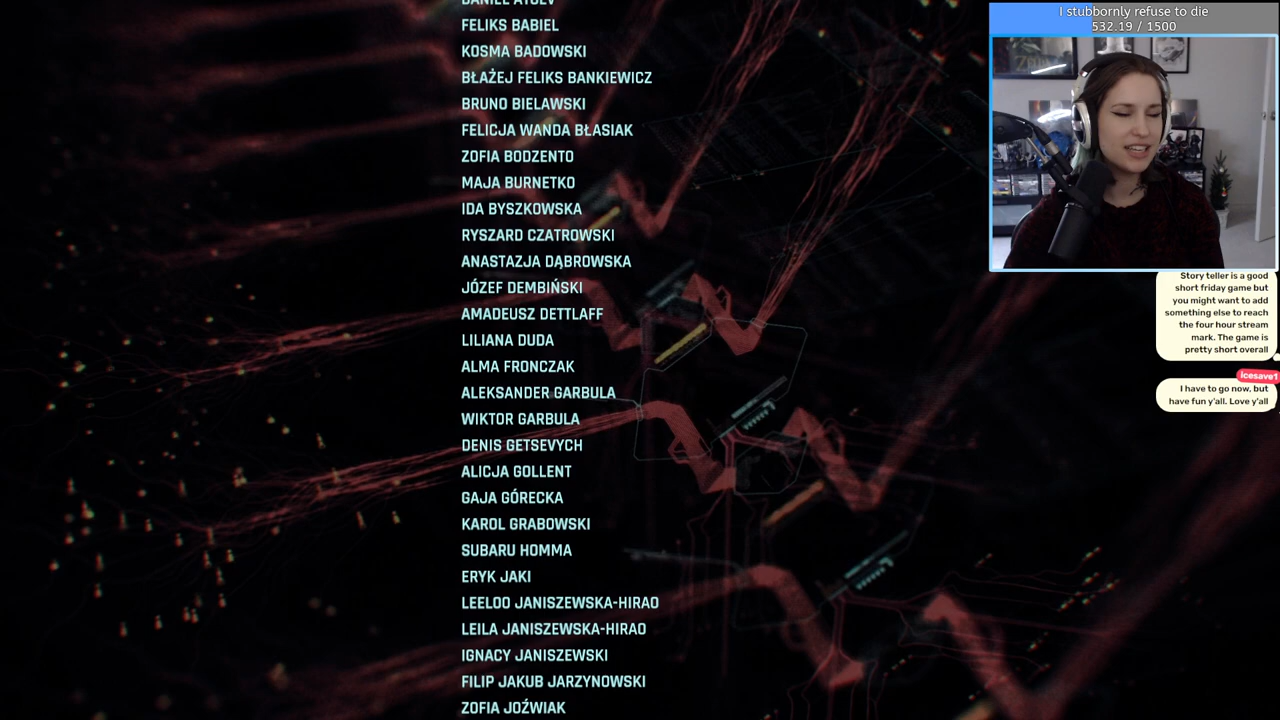 DANIEL ATOEV
FELIKS BABIEL
KOSMA BADOWSKI
BŁAŻEJ FELIKS BANKIEWICZ
BRUNO BIELAWSKI
FELICJA WANDA BŁASIAK
ZOFIA BODZENTO
MAJA BURNETKO
IDA BYSZKOWSKA
RYSZARD CZATROWSKI
ANASTAZJA DĄBROWSKA
JÓZEF DEMBIŃSKI
AMADEUSZ DETTLAFF
LILIANA DUDA
ALMA FRONCZAK
ALEKSANDER GARBULA
WIKTOR GARBULA
DENIS GETSEVYCH
ALICJA GOLLENT
GAJA GÓRECKA
KAROL GRABOWSKI
SUBARU HOMMA
ERYK JAKI
LEELOO JANISZEWSKA-HIRAO
LEILA JANISZEWSKA-HIRAO
IGNACY JANISZEWSKI
FILIP JAKUB JARZYNOWSKI
ZOFIA JOŹWIAK
I stubbornly refuse to die
532.19 / 1500
Story teller is a good
short friday game but
you might want to add
something else to reach
the four hour stream
mark. The game is
pretty short overall
icesave1
I have to go now, but
have fun y'all. Love y'all